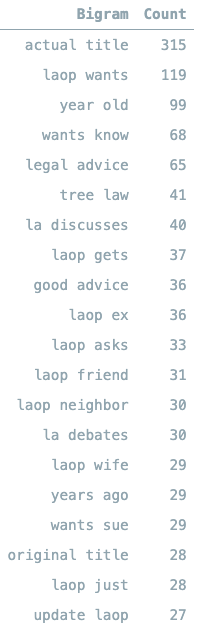 Bigram Count
actual title 315
laop wants 119
year old 99
wants know 68
legal advice 65
tree law 41
la discusses 40
laop gets 37
good advice 36
laop ex 36
laop asks 33
laop friend 31
laop neighbor 30
la debates 30
laop wife 29
years ago 29
wants sue 29
original title 28
laop just 28
update laop 27